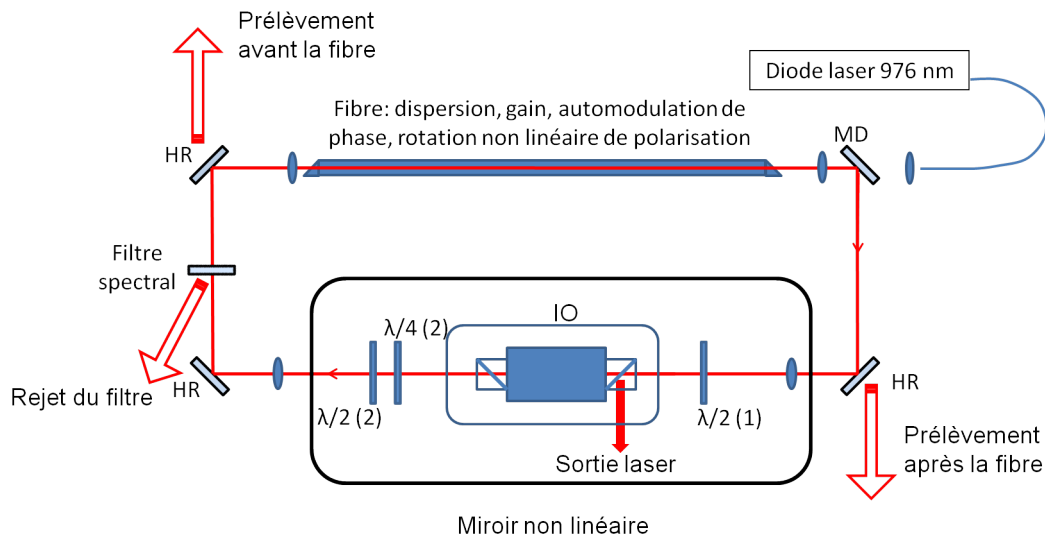 Prélèvement
avant la fibre
Diode laser 976 nm
Fibre: dispersion, gain, automodulation de
phase, rotation non linéaire de polarisation
MD
HR
Filtre
spectral
IO
λ/4 (2)
HR
Rejet du filtre
λ/2 (2)
λ/2 (1)
HR
Sortie laser
Prélèvement
après la fibre
Miroir non linéaire